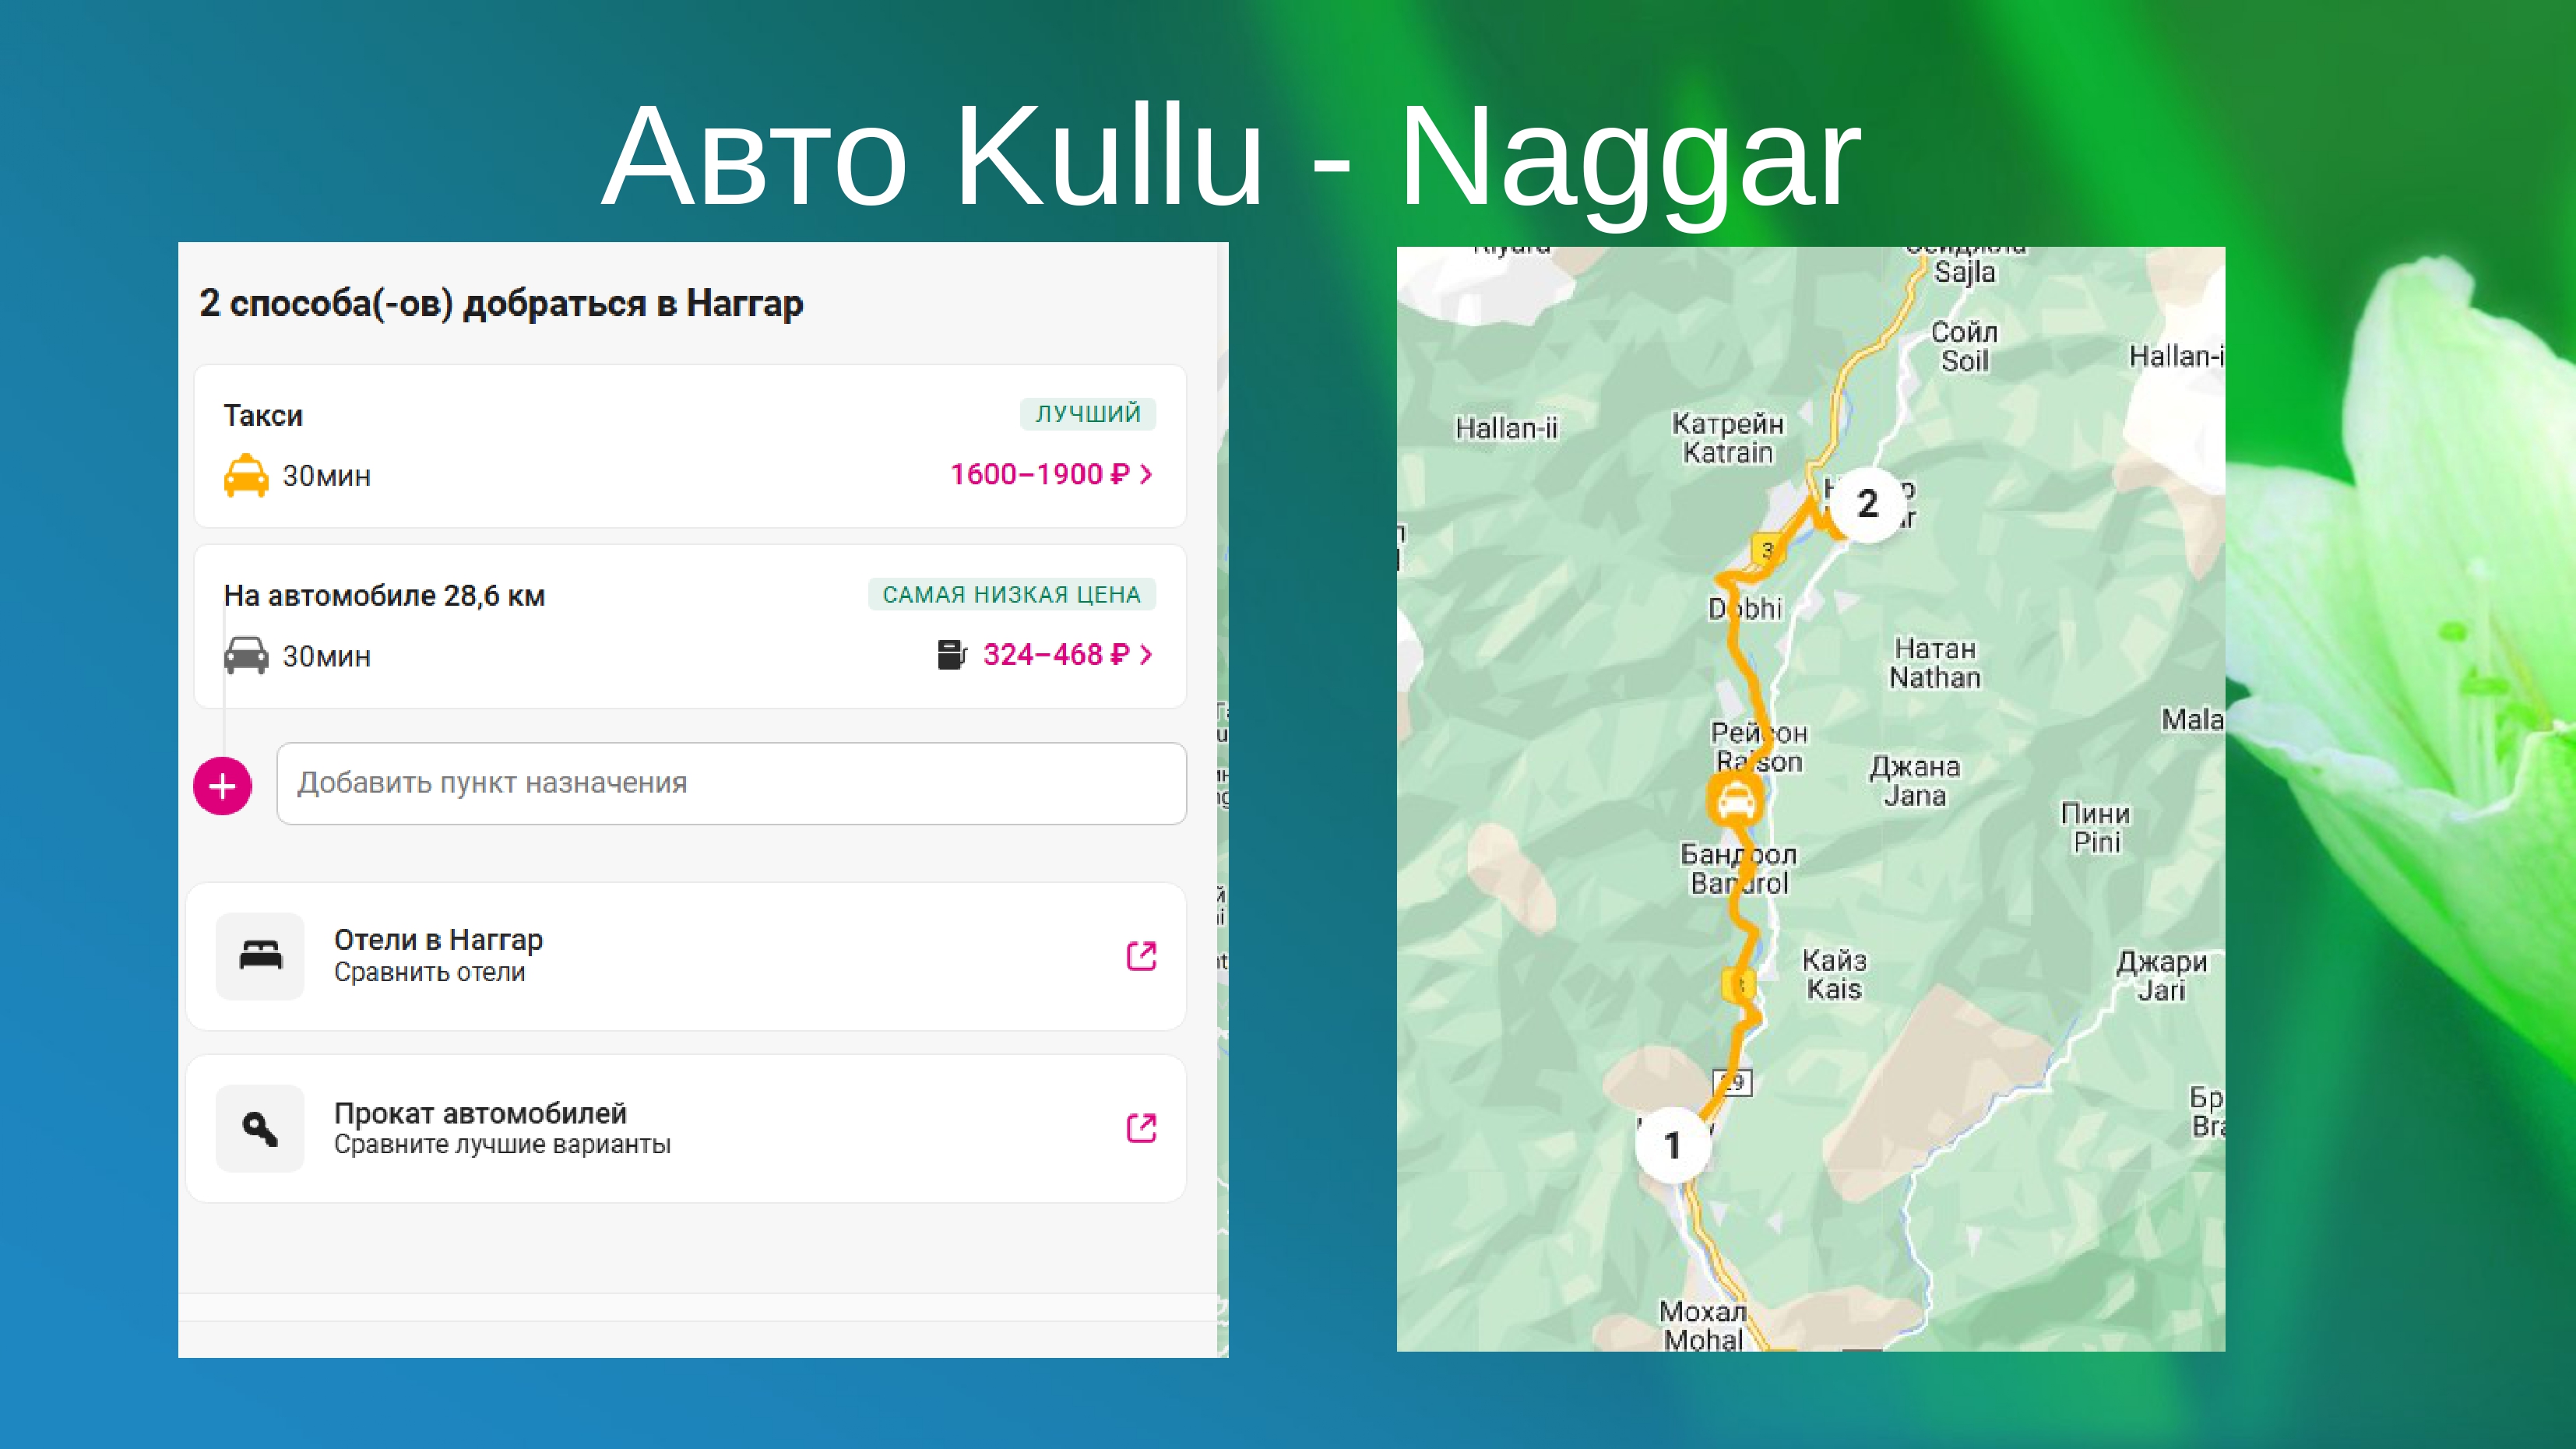 Авто Kullu - Naggar
2 способа(-ов) добраться в Наггар
Такси
ЛУЧШИЙ
30мин
1600–1900 ₽
На автомобиле 28,6 км
САМАЯ НИЗКАЯ ЦЕНА
30мин
324–468 ₽
Добавить пункт назначения
Отели в Наггар
Сравнить отели
Прокат автомобилей
Сравните лучшие варианты
Sajla
Сойл
Soil
Hallan-i
Hallan-ii
Катрейн
Katrain
2
3
Dobhi
Натан
Nathan
Mala
Рейсон
Raison
Джана
Jana
Пини
Pini
Бандрол
Bandrol
Кайз
Kais
Джари
Jari
29
Бр
Bra
1
Мохал
Mohal